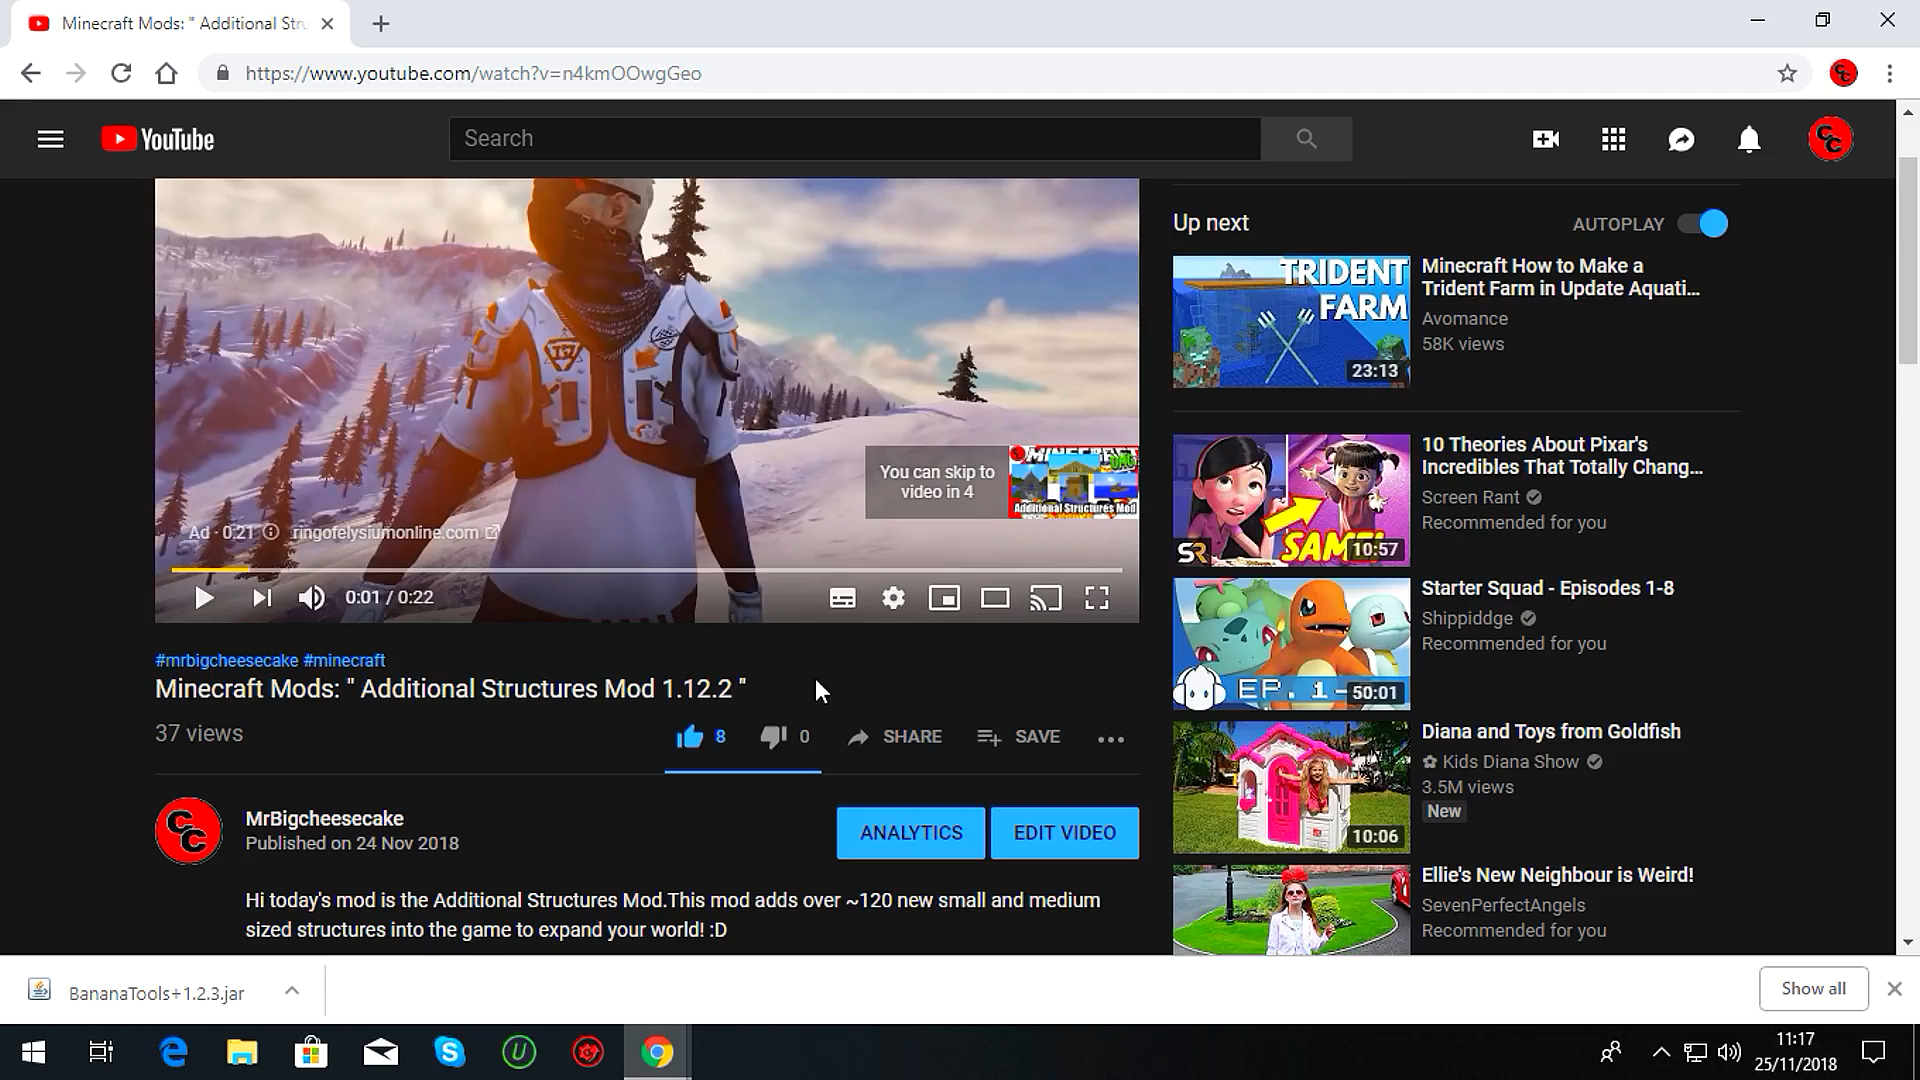 Minecraft Mods: " Additional Stru
https://www.youtube.com/watch?v=n4kmOOwgGeo
YouTube
Search
CC
Up next
AUTOPLAY
TRIDENT
FARM
23:13
Minecraft How to Make a
Trident Farm in Update Aquati...
Avomance
58K views
You can skip to
video in 4
MINECRAFT
OMG
Additional Structures Mod
Ad · 0:21
ringofelysiumonline.com
0:01 / 0:22
SR
SAME!
10:57
10 Theories About Pixar's
Incredibles That Totally Chang...
Screen Rant
Recommended for you
EP. 1-
50:01
Starter Squad - Episodes 1-8
Shippiddge
Recommended for you
#mrbigcheesecake #minecraft
Minecraft Mods: " Additional Structures Mod 1.12.2 "
37 views
8
0
SHARE
SAVE
10:06
Diana and Toys from Goldfish
✿ Kids Diana Show
3.5M views
New
CC
MrBigcheesecake
Published on 24 Nov 2018
ANALYTICS
EDIT VIDEO
Hi today's mod is the Additional Structures Mod.This mod adds over ~120 new small and medium
sized structures into the game to expand your world! :D
Ellie's New Neighbour is Weird!
SevenPerfectAngels
Recommended for you
BananaTools+1.2.3.jar
Show all
11:17
25/11/2018